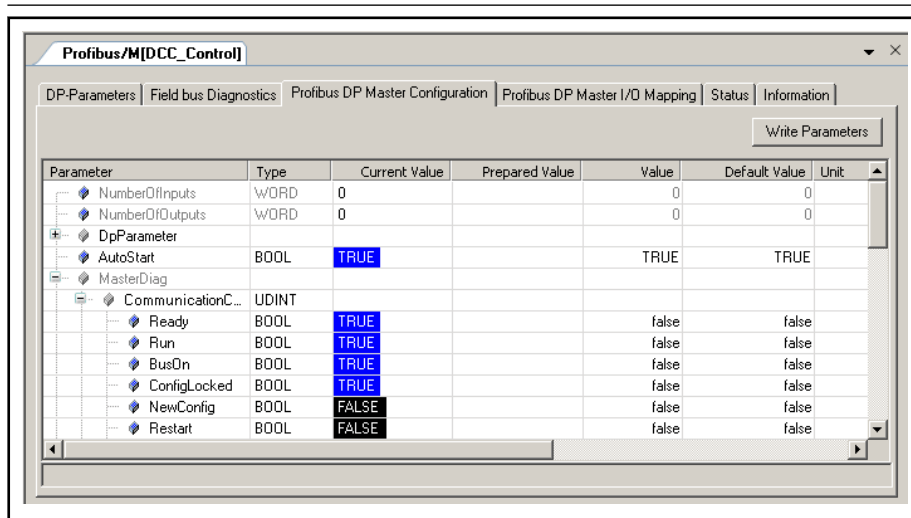 Profibus/M[DCC_Control]
DP-Parameters Field bus Diagnostics Profibus DP Master Configuration Profibus DP Master I/O Mapping Status Information
Write Parameters
Parameter Type Current Value Prepared Value Value Default Value Unit
NumberOfInputs WORD 0 0 0
NumberOfOutputs WORD 0 0 0
DpParameter
AutoStart BOOL TRUE TRUE TRUE
MasterDiag
CommunicationC... UDINT
Ready BOOL TRUE false false
Run BOOL TRUE false false
BusOn BOOL TRUE false false
ConfigLocked BOOL TRUE false false
NewConfig BOOL FALSE false false
Restart BOOL FALSE false false